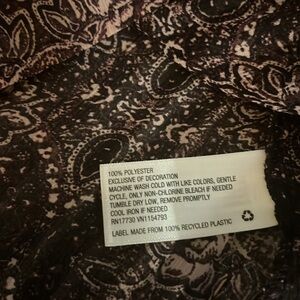 100% POLYESTER
EXCLUSIVE OF DECORATION
MACHINE WASH COLD WITH LIKE COLORS, GENTLE
CYCLE, ONLY NON-CHLORINE BLEACH IF NEEDED
TUMBLE DRY LOW, REMOVE PROMPTLY
COOL IRON IF NEEDED
RN17730 VN1154793
LABEL MADE FROM 100% RECYCLED PLASTIC